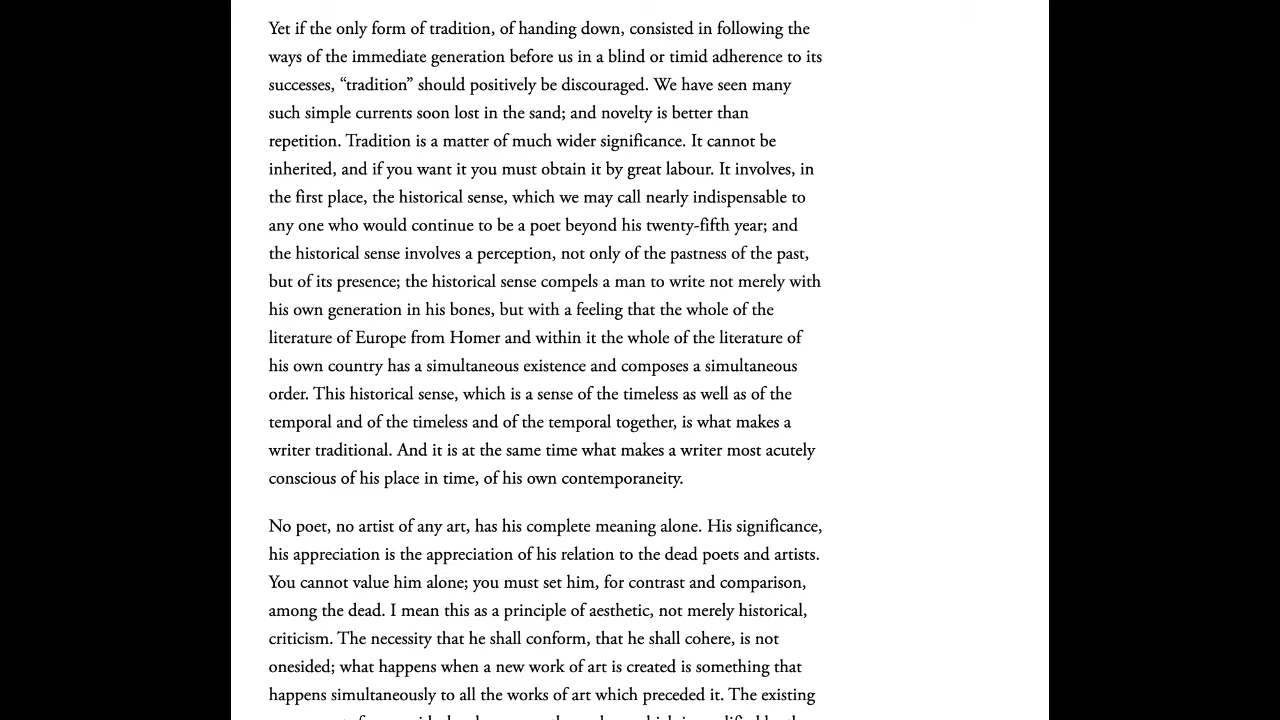 Yet if the only form of tradition, of handing down, consisted in following the
ways of the immediate generation before us in a blind or timid adherence to its
successes, “tradition” should positively be discouraged. We have seen many
such simple currents soon lost in the sand; and novelty is better than
repetition. Tradition is a matter of much wider significance. It cannot be
inherited, and if you want it you must obtain it by great labour. It involves, in
the first place, the historical sense, which we may call nearly indispensable to
any one who would continue to be a poet beyond his twenty-fifth year; and
the historical sense involves a perception, not only of the pastness of the past,
but of its presence; the historical sense compels a man to write not merely with
his own generation in his bones, but with a feeling that the whole of the
literature of Europe from Homer and within it the whole of the literature of
his own country has a simultaneous existence and composes a simultaneous
order. This historical sense, which is a sense of the timeless as well as of the
temporal and of the timeless and of the temporal together, is what makes a
writer traditional. And it is at the same time what makes a writer most acutely
conscious of his place in time, of his own contemporaneity.
No poet, no artist of any art, has his complete meaning alone. His significance,
his appreciation is the appreciation of his relation to the dead poets and artists.
You cannot value him alone; you must set him, for contrast and comparison,
among the dead. I mean this as a principle of aesthetic, not merely historical,
criticism. The necessity that he shall conform, that he shall cohere, is not
onesided; what happens when a new work of art is created is something that
happens simultaneously to all the works of art which preceded it. The existing